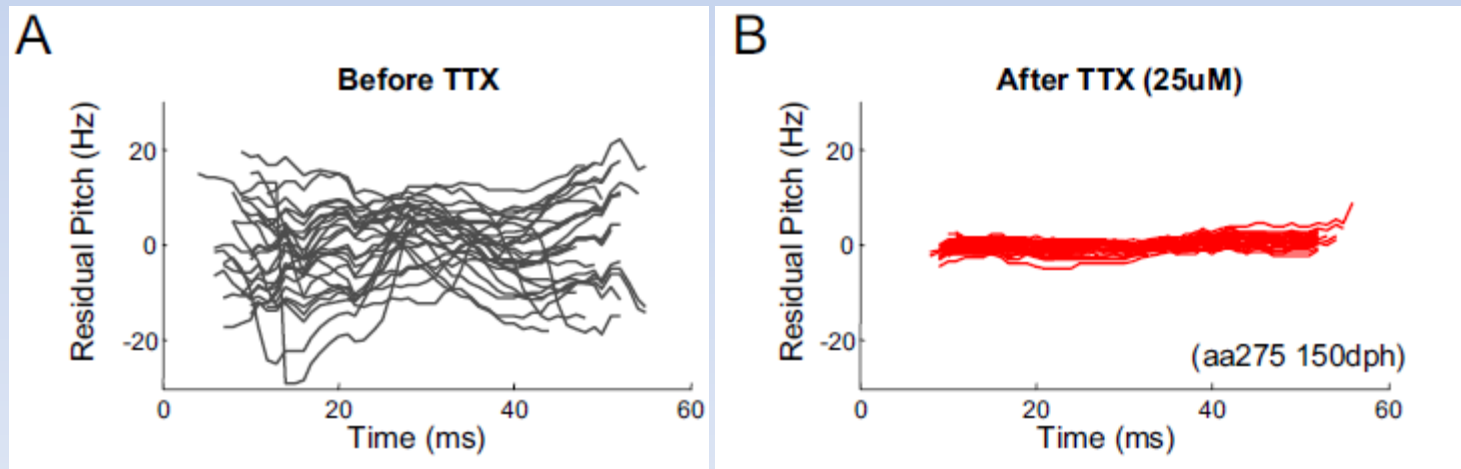 A
Before TTX
Residual Pitch (Hz)
20
0
-20
0 20 40 60
Time (ms)
B
After TTX (25uM)
Residual Pitch (Hz)
20
0
-20
(aa275 150dph)
0 20 40 60
Time (ms)